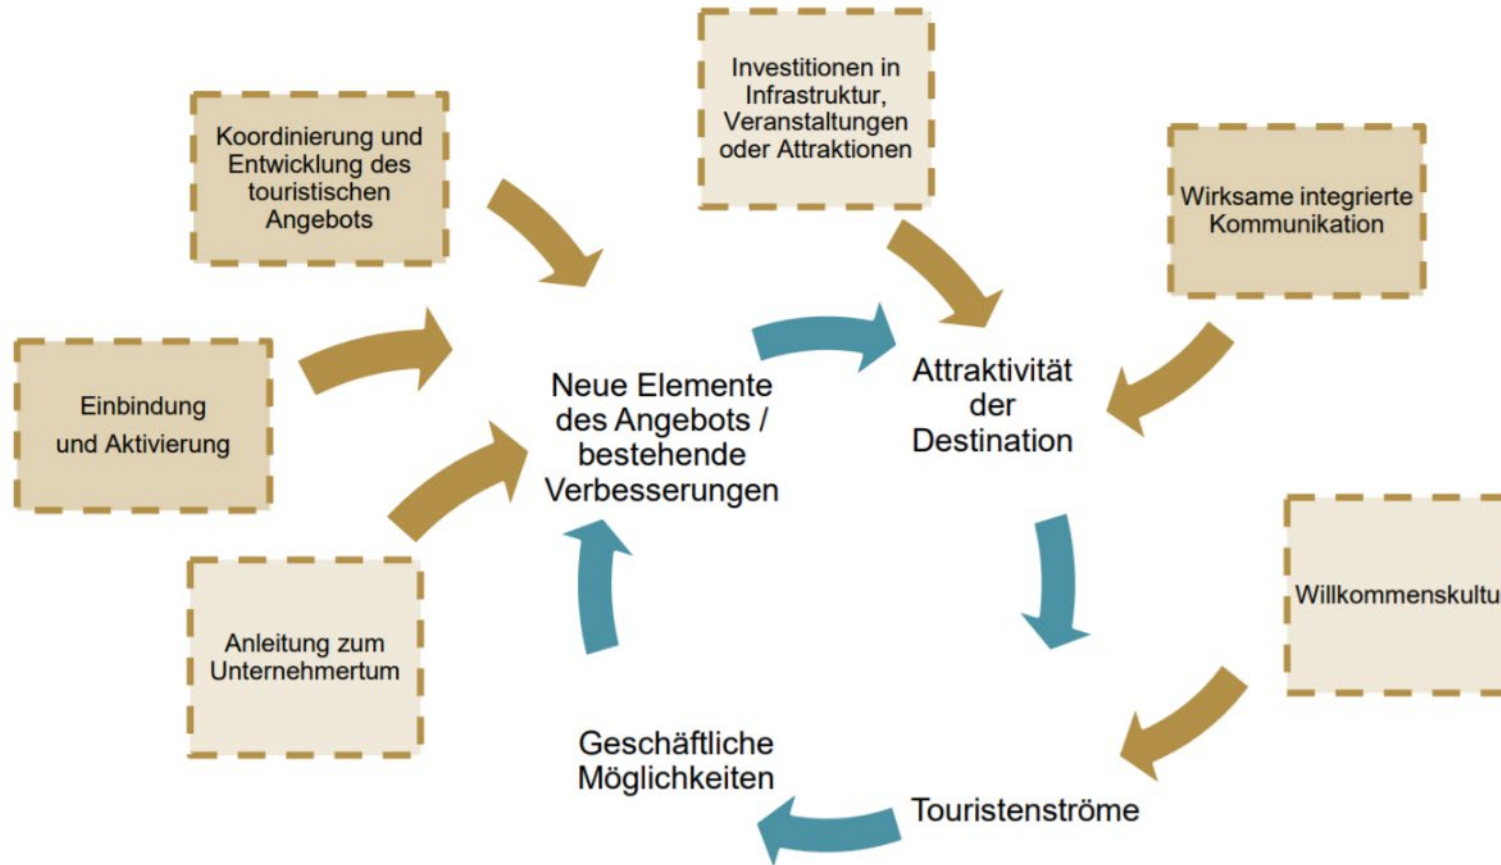 Investitionen in
Infrastruktur,
Veranstaltungen
oder Attraktionen
Koordinierung und
Entwicklung des
touristischen
Angebots
Wirksame integrierte
Kommunikation
Einbindung
und Aktivierung
Neue Elemente
des Angebots /
bestehende
Verbesserungen
Attraktivität
der
Destination
Anleitung zum
Unternehmertum
Willkommenskultu
Geschäftliche
Möglichkeiten
Touristenströme